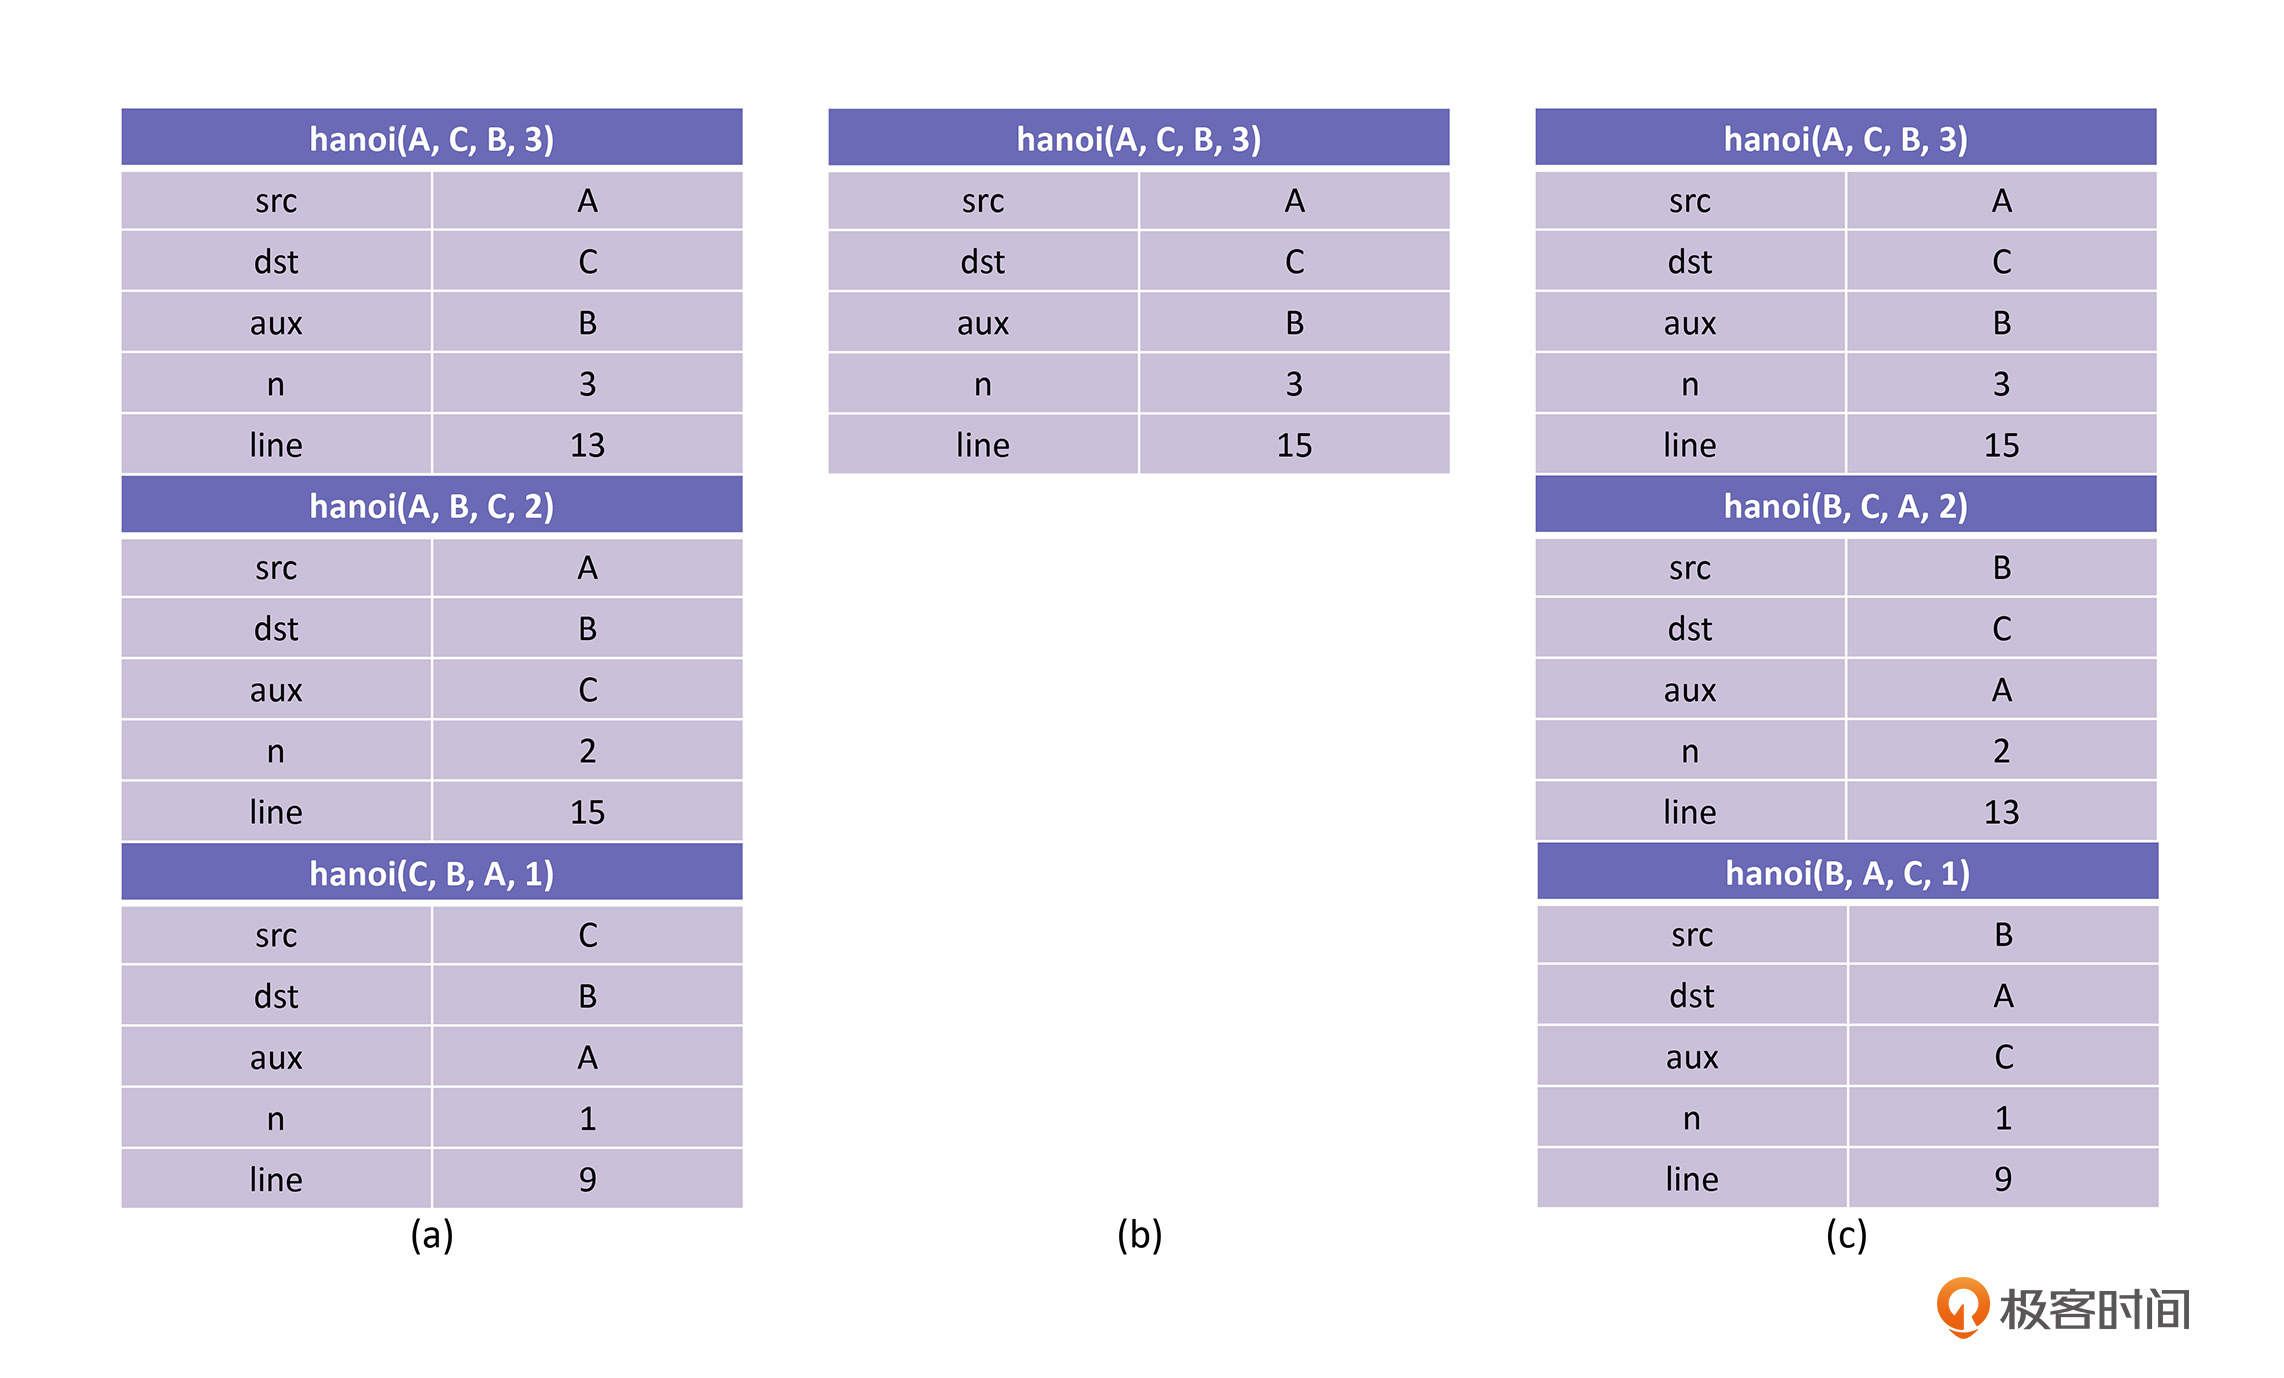 hanoi(A, C, B, 3)
src A
dst C
aux B
n 3
line 13
hanoi(A, B, C, 2)
src A
dst B
aux C
n 2
line 15
hanoi(C, B, A, 1)
src C
dst B
aux A
n 1
line 9
(a)
hanoi(A, C, B, 3)
src A
dst C
aux B
n 3
line 15
(b)
hanoi(A, C, B, 3)
src A
dst C
aux B
n 3
line 15
hanoi(B, C, A, 2)
src B
dst C
aux A
n 2
line 13
hanoi(B, A, C, 1)
src B
dst A
aux C
n 1
line 9
(c)
极客时间